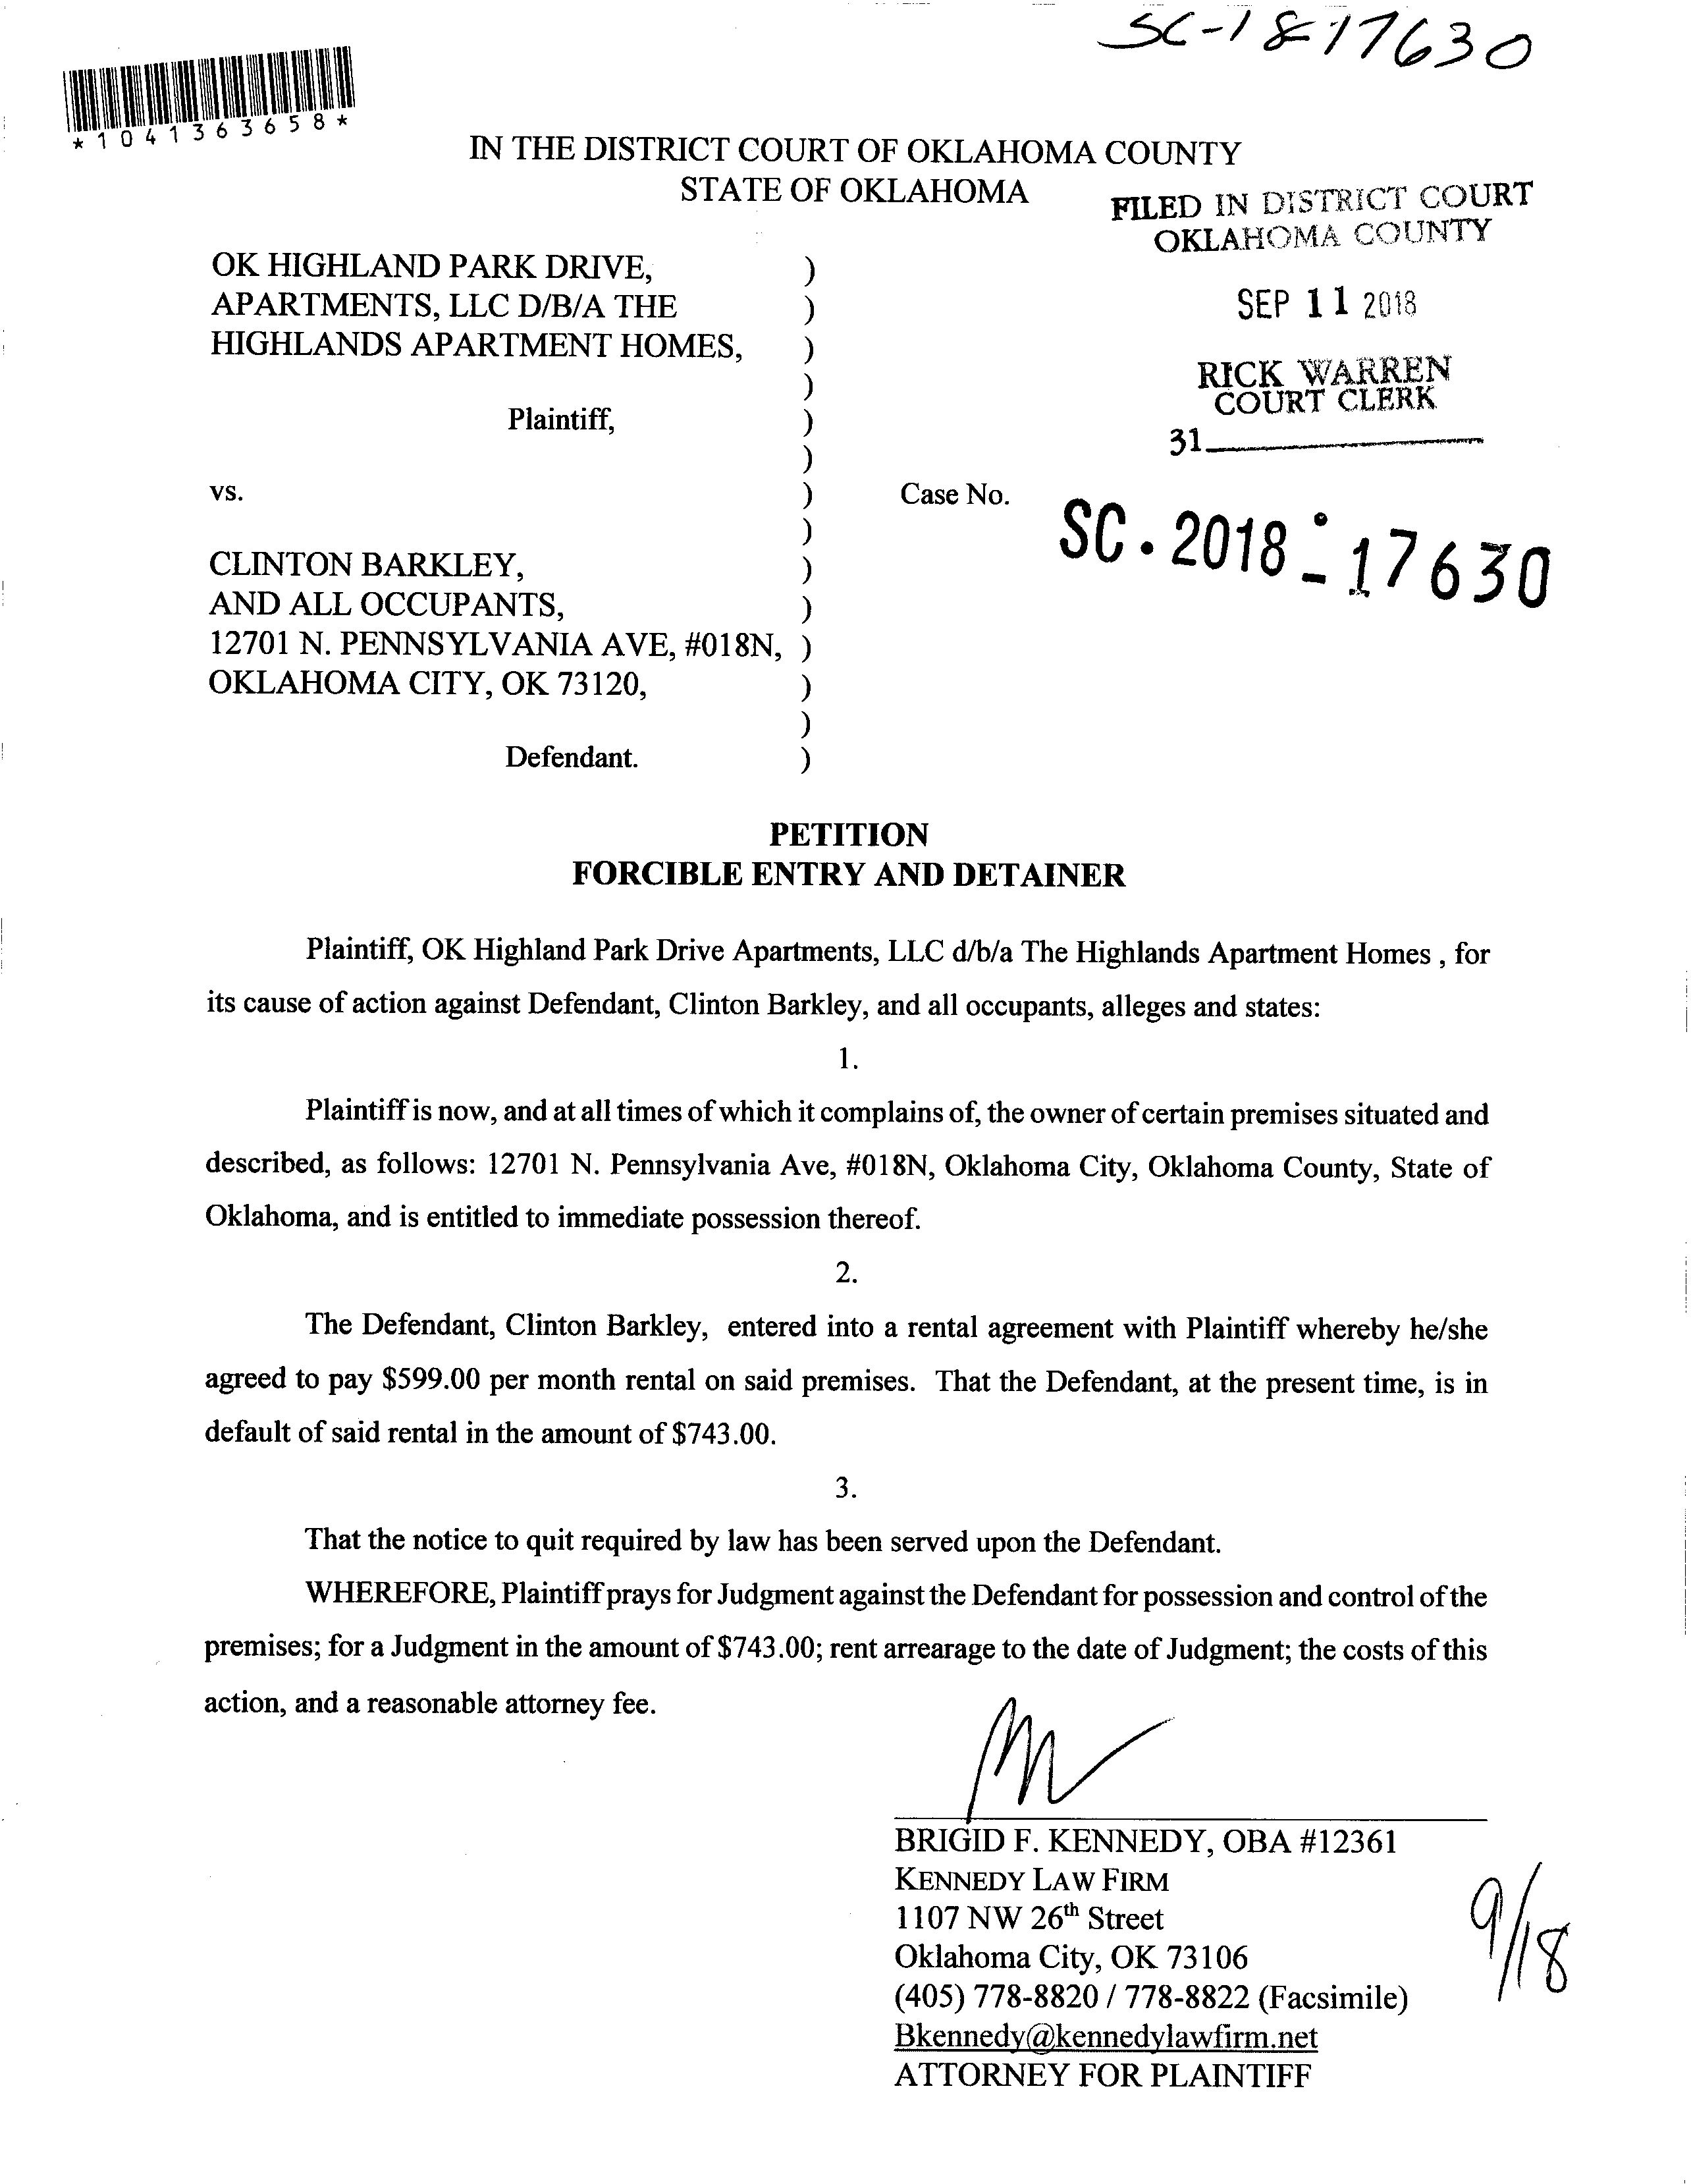 SC-18-17630
*1041363658*
IN THE DISTRICT COURT OF OKLAHOMA COUNTY
STATE OF OKLAHOMA
FILED IN DISTRICT COURT
OKLAHOMA COUNTY
OK HIGHLAND PARK DRIVE, )
APARTMENTS, LLC D/B/A THE )
HIGHLANDS APARTMENT HOMES, )
)
SEP 11 2018
RICK WARREN
COURT CLERK
31
Plaintiff, )
)
vs. ) Case No.
SC-2018-17630
)
CLINTON BARKLEY, )
AND ALL OCCUPANTS, )
12701 N. PENNSYLVANIA AVE, #018N, )
OKLAHOMA CITY, OK 73120, )
)
Defendant. )
PETITION
FORCIBLE ENTRY AND DETAINER
Plaintiff, OK Highland Park Drive Apartments, LLC d/b/a The Highlands Apartment Homes , for
its cause of action against Defendant, Clinton Barkley, and all occupants, alleges and states:
1.
Plaintiff is now, and at all times of which it complains of, the owner of certain premises situated and
described, as follows: 12701 N. Pennsylvania Ave, #018N, Oklahoma City, Oklahoma County, State of
Oklahoma, and is entitled to immediate possession thereof.
2.
The Defendant, Clinton Barkley, entered into a rental agreement with Plaintiff whereby he/she
agreed to pay $599.00 per month rental on said premises. That the Defendant, at the present time, is in
default of said rental in the amount of $743.00.
3.
That the notice to quit required by law has been served upon the Defendant.
WHEREFORE, Plaintiff prays for Judgment against the Defendant for possession and control of the
premises; for a Judgment in the amount of $743.00; rent arrearage to the date of Judgment; the costs of this
action, and a reasonable attorney fee.
BRIGID F. KENNEDY, OBA #12361
KENNEDY LAW FIRM
1107 NW 26th Street
Oklahoma City, OK 73106
(405) 778-8820 / 778-8822 (Facsimile)
Bkennedy@kennedylawfirm.net
ATTORNEY FOR PLAINTIFF
9/18